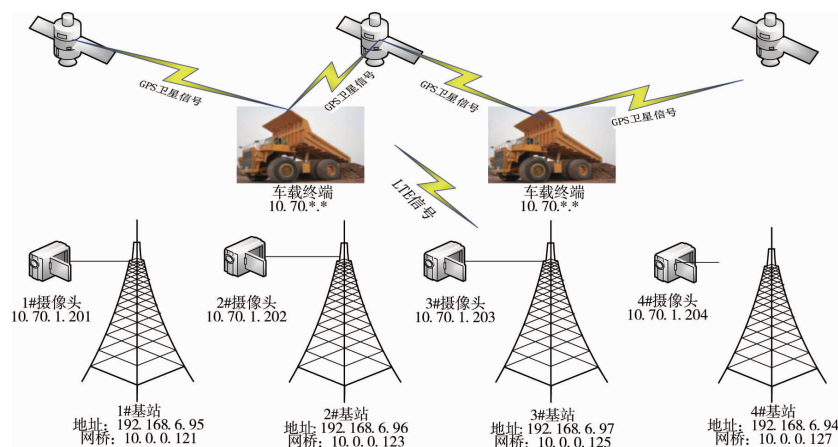 GPS卫星信号
GPS卫星信号
GPS卫星信号
GPS卫星信号
车载终端
10.70.*.*
车载终端
10.70.*.*
LTE信号
1#摄像头
10.70.1.201
2#摄像头
10.70.1.202
3#摄像头
10.70.1.203
4#摄像头
10.70.1.204
1#基站
地址：192.168.6.95
网桥：10.0.0.121
2#基站
地址：192.168.6.96
网桥：10.0.0.123
3#基站
地址：192.168.6.97
网桥：10.0.0.125
4#基站
地址：192.168.6.94
网桥：10.0.0.127